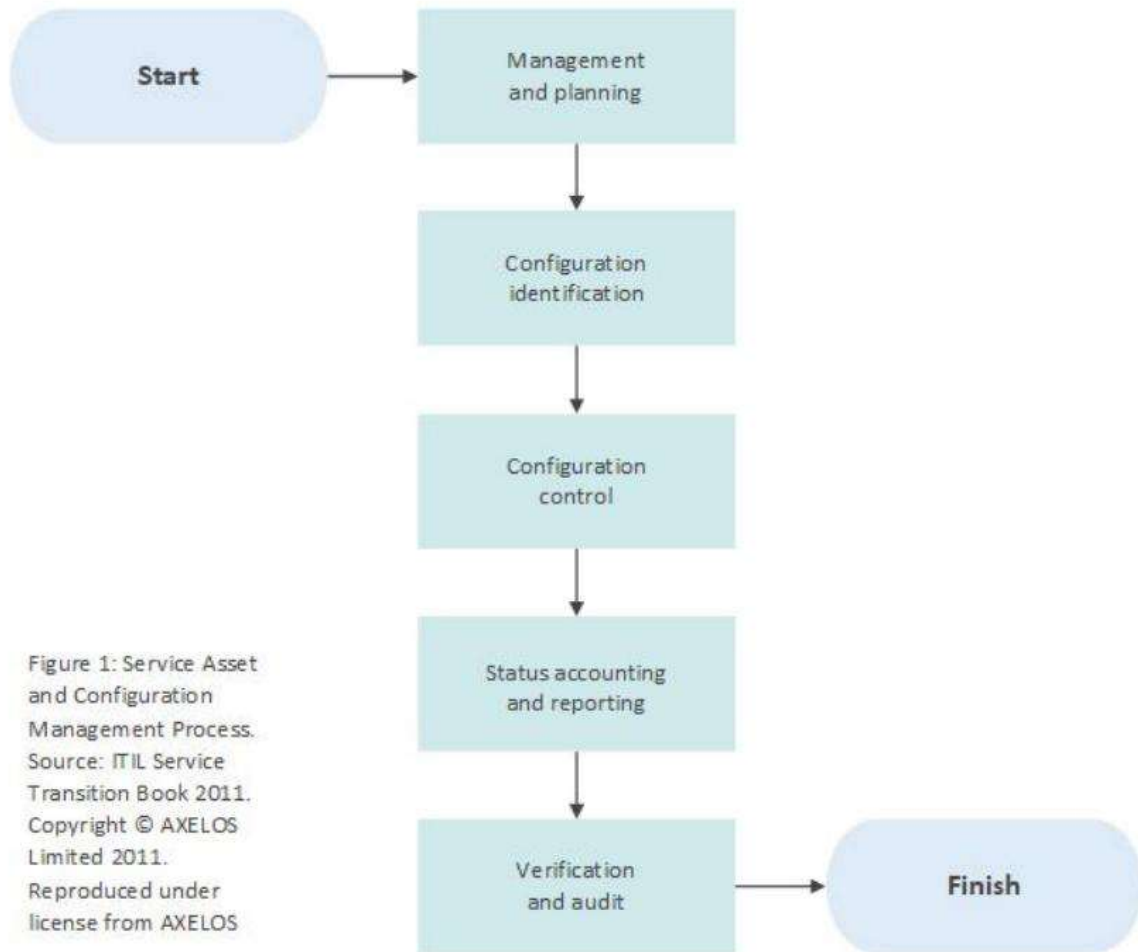 Start
Management
and planning
Configuration
identification
Configuration
control
Status accounting
and reporting
Verification
and audit
Finish
Figure 1: Service Asset
and Configuration
Management Process.
Source: ITIL Service
Transition Book 2011.
Copyright © AXELOS
Limited 2011.
Reproduced under
license from AXELOS